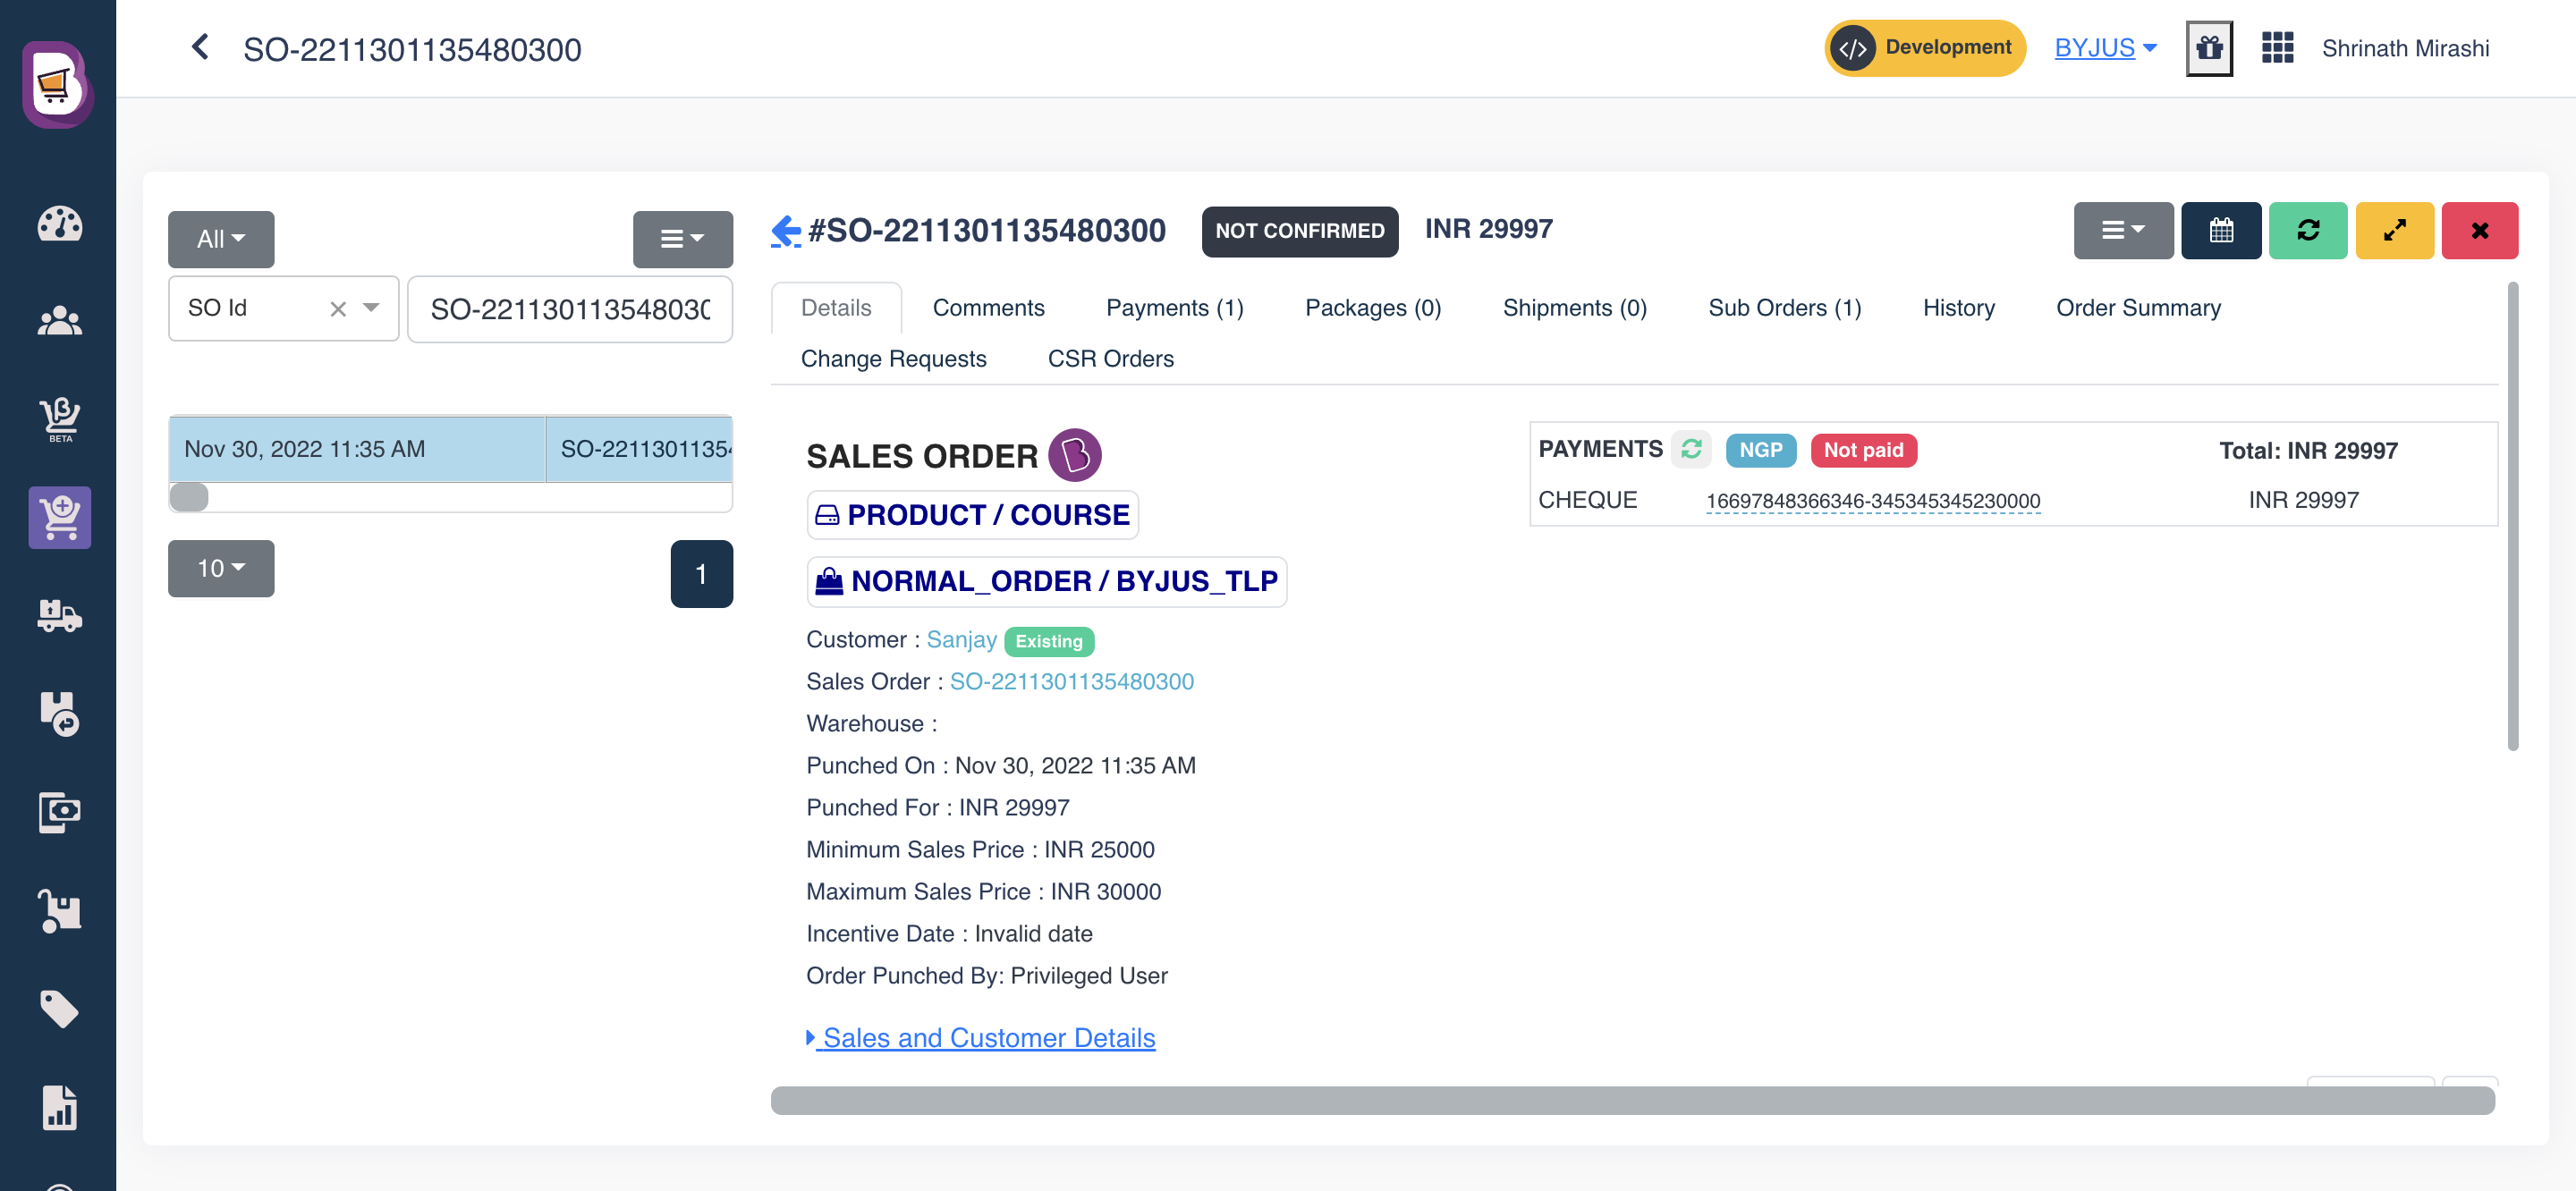 SO-2211301135480300
Development
BYJUS
Shrinath Mirashi
BETA
All
SO Id
SO-22113011354803
Nov 30, 2022 11:35 AM
SO-2211301135
10
1
#SO-2211301135480300
NOT CONFIRMED
INR 29997
Details
Comments
Payments (1)
Packages (0)
Shipments (0)
Sub Orders (1)
History
Order Summary
Change Requests
CSR Orders
SALES ORDER
PRODUCT / COURSE
NORMAL_ORDER / BYJUS_TLP
Customer : Sanjay Existing
Sales Order : SO-2211301135480300
Warehouse :
Punched On : Nov 30, 2022 11:35 AM
Punched For : INR 29997
Minimum Sales Price : INR 25000
Maximum Sales Price : INR 30000
Incentive Date : Invalid date
Order Punched By: Privileged User
Sales and Customer Details
PAYMENTS NGP Not paid Total: INR 29997
CHEQUE 16697848366346-345345345230000 INR 29997